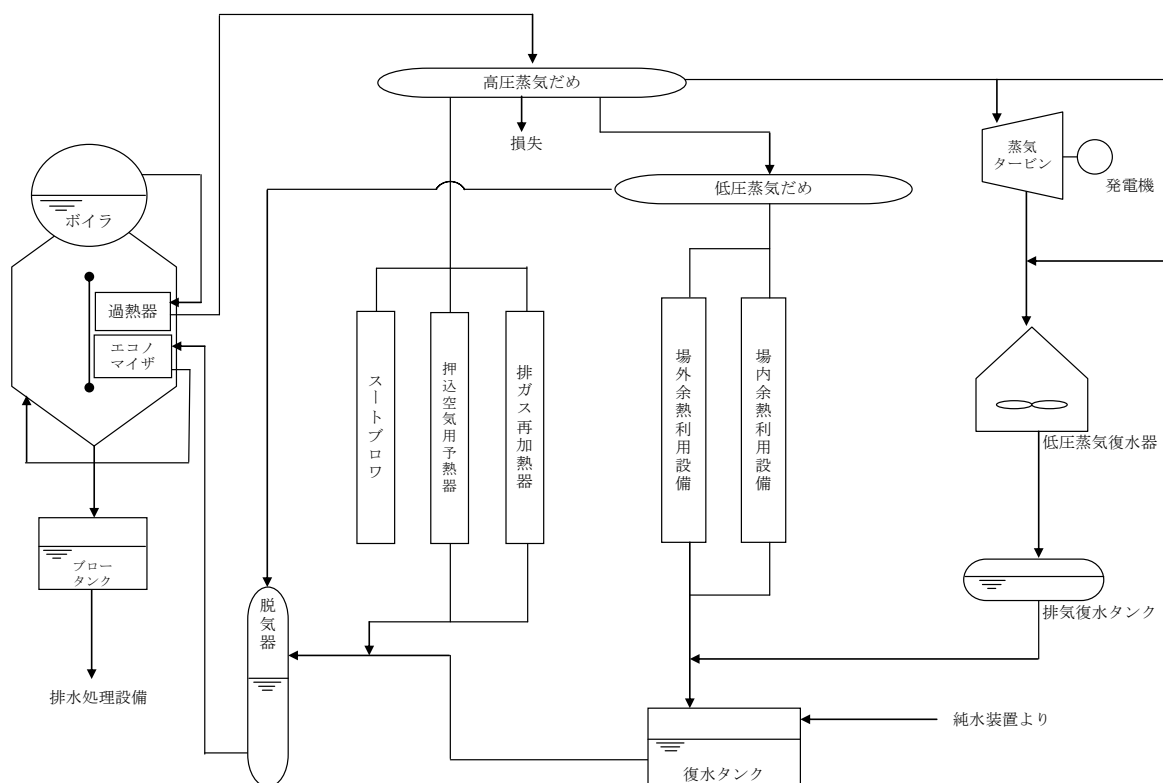 高圧蒸気だめ
損失
蒸気
タービン
発電機
低圧蒸気だめ
ボイラ
過熱器
エコノ
マイザ
スートブロワ
押込空気用予熱器
排ガス再加熱器
場外余熱利用設備
場内余熱利用設備
低圧蒸気復水器
ブロー
タンク
脱気器
排気復水タンク
排水処理設備
純水装置より
復水タンク